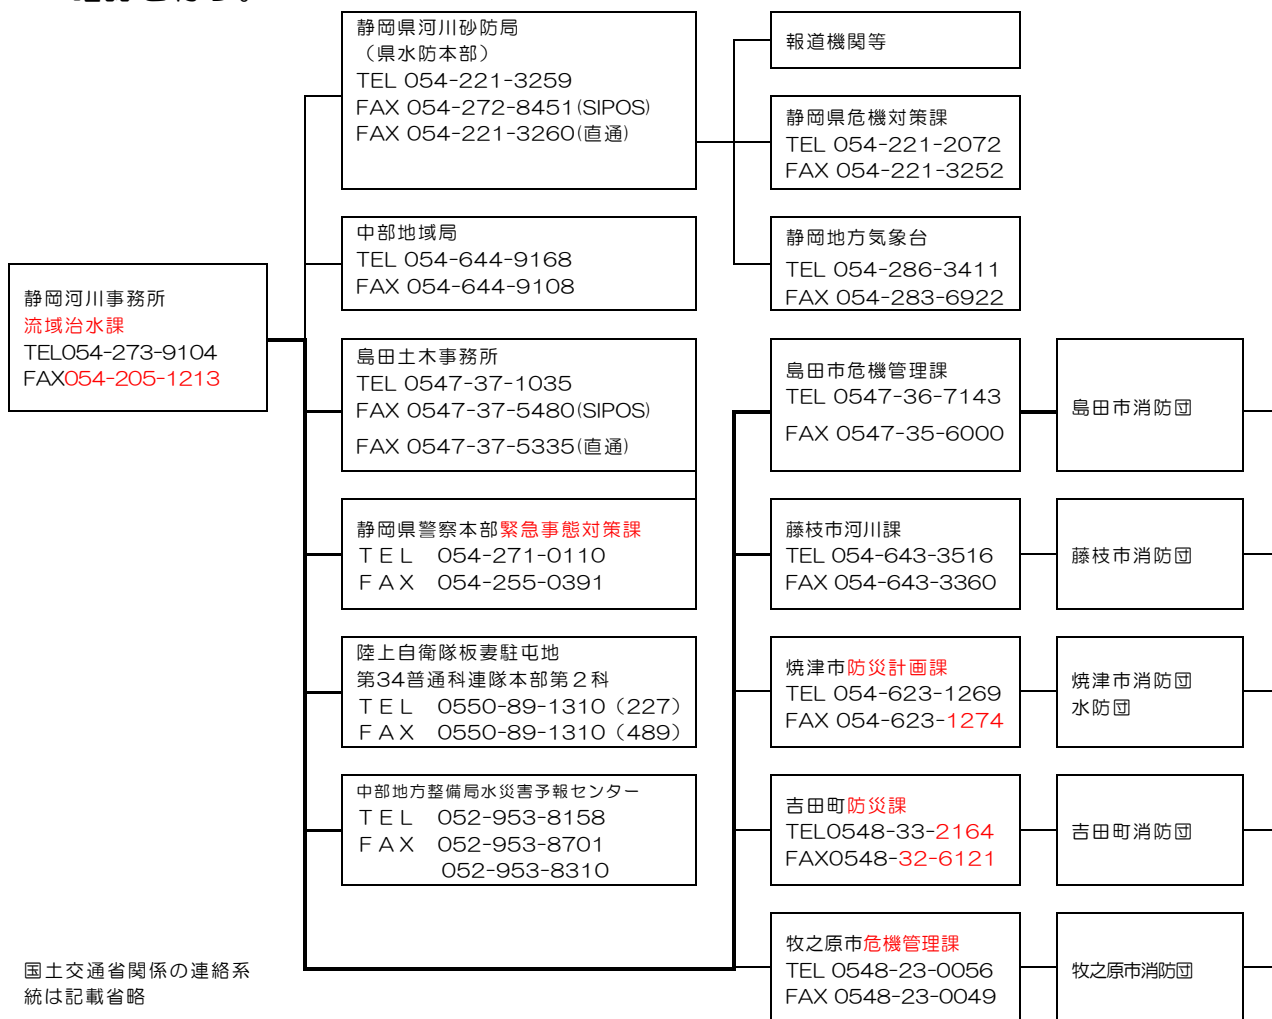 静岡県河川砂防局
（県水防本部）
TEL 054-221-3259
FAX 054-272-8451(SIPOS)
FAX 054-221-3260(直通)
報道機関等
静岡県危機対策課
TEL 054-221-2072
FAX 054-221-3252
中部地域局
TEL 054-644-9168
FAX 054-644-9108
静岡地方気象台
TEL 054-286-3411
FAX 054-283-6922
静岡河川事務所
流域治水課
TEL054-273-9104
FAX054-205-1213
島田土木事務所
TEL 0547-37-1035
FAX 0547-37-5480(SIPOS)
FAX 0547-37-5335(直通)
島田市危機管理課
TEL 0547-36-7143
FAX 0547-35-6000
島田市消防団
静岡県警察本部緊急事態対策課
ＴＥＬ 054-271-0110
ＦＡＸ 054-255-0391
藤枝市河川課
TEL 054-643-3516
FAX 054-643-3360
藤枝市消防団
陸上自衛隊板妻駐屯地
第34普通科連隊本部第２科
ＴＥＬ 0550-89-1310（227）
ＦＡＸ 0550-89-1310（489）
焼津市防災計画課
TEL 054-623-1269
FAX 054-623-1274
焼津市消防団
水防団
中部地方整備局水災害予報センター
ＴＥＬ 052-953-8158
ＦＡＸ 052-953-8701
052-953-8310
吉田町防災課
TEL0548-33-2164
FAX0548-32-6121
吉田町消防団
牧之原市危機管理課
TEL 0548-23-0056
FAX 0548-23-0049
牧之原市消防団
国土交通省関係の連絡系
統は記載省略